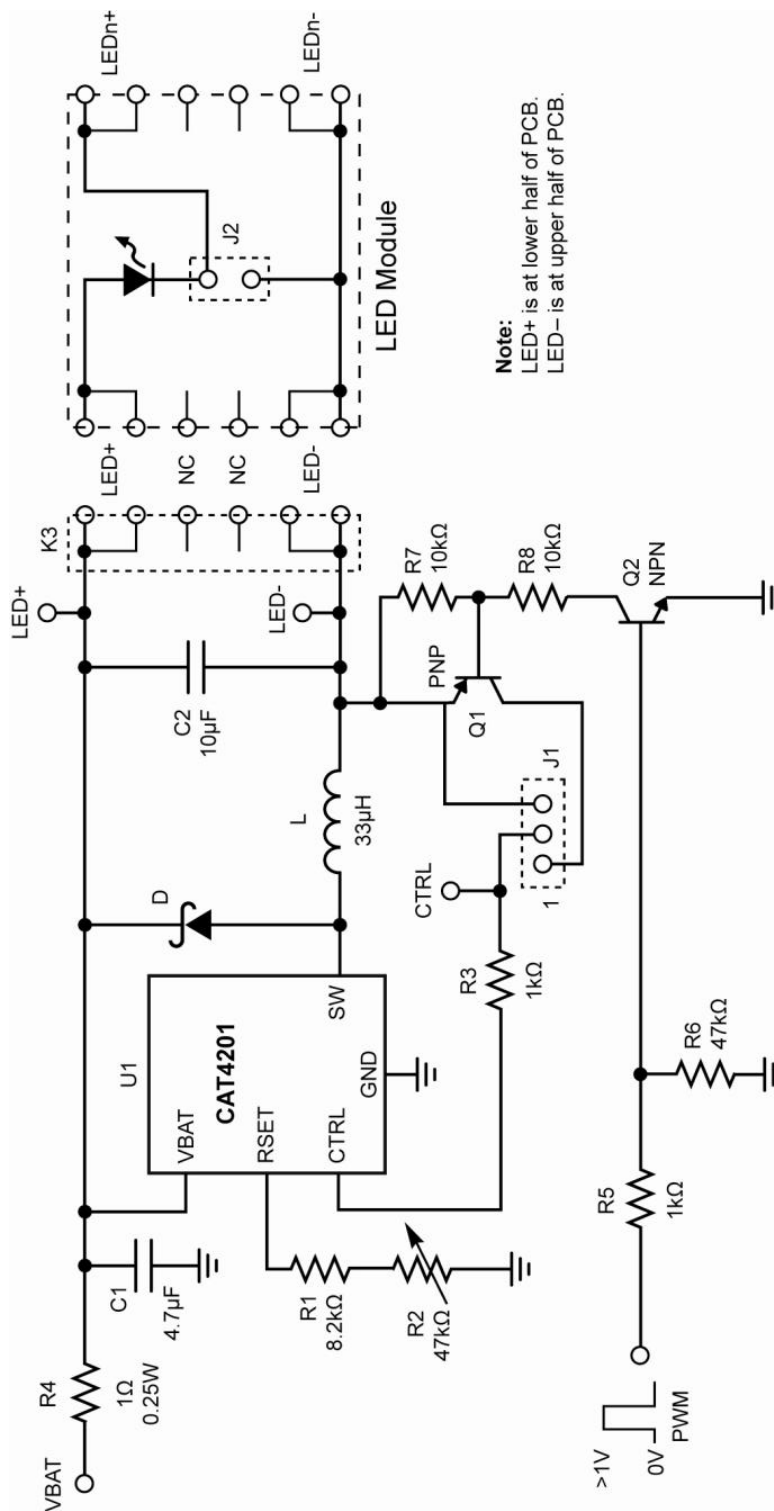 VBAT
R4
1Ω
0.25W
C1
4.7µF
U1
CAT4201
VBAT
RSET
CTRL
SW
GND
R1
8.2kΩ
R2
47kΩ
D
L
33µH
C2
10µF
LED+
LED-
K3
LED+
NC
NC
LED-
J2
LED Module
LEDn+
LEDn-
R3
1kΩ
CTRL
J1
1
Q1
PNP
R7
10kΩ
R8
10kΩ
Q2
NPN
>1V
0V
PWM
R5
1kΩ
R6
47kΩ
Note:
LED+ is at lower half of PCB.
LED– is at upper half of PCB.